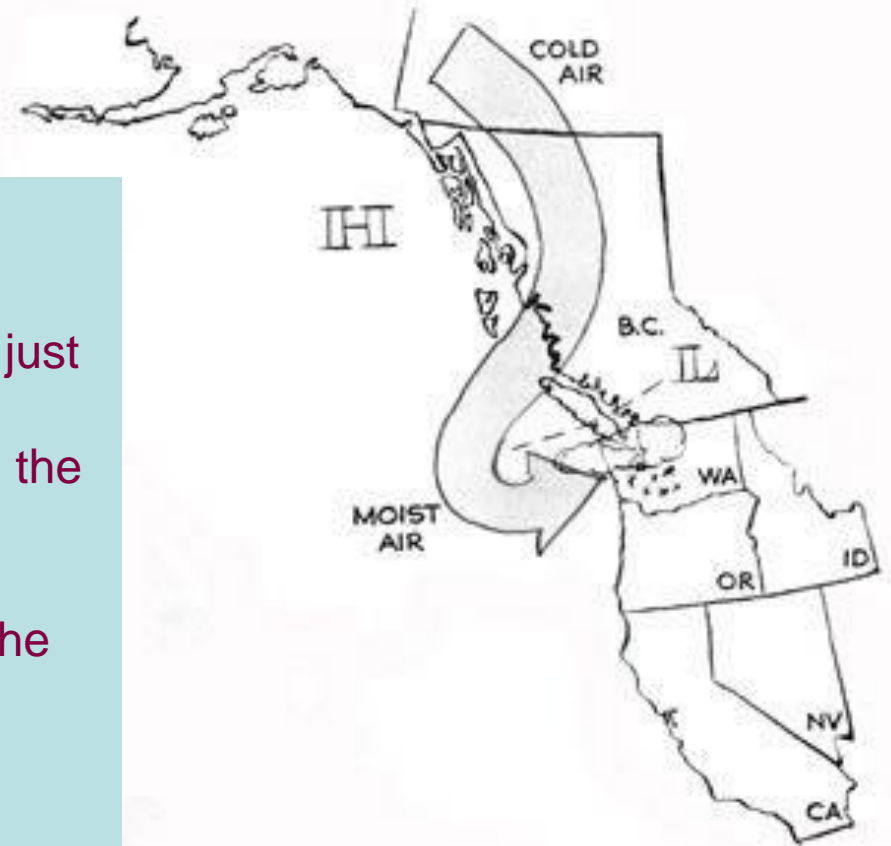 COLD
AIR
H
just
B.C.
L
the
WA
MOIST
AIR
ID
OR
he
NV
CA